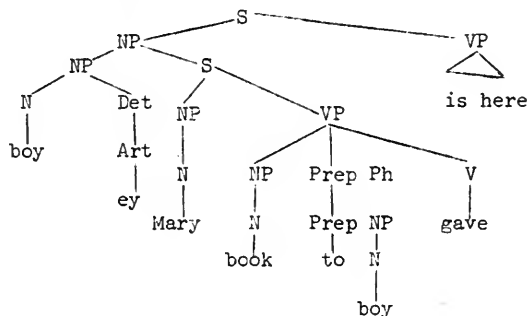 S
NP VP
NP S
N Det NP VP is here
boy Art N NP Prep Ph V
ey Mary N Prep NP gave
book to N
boy